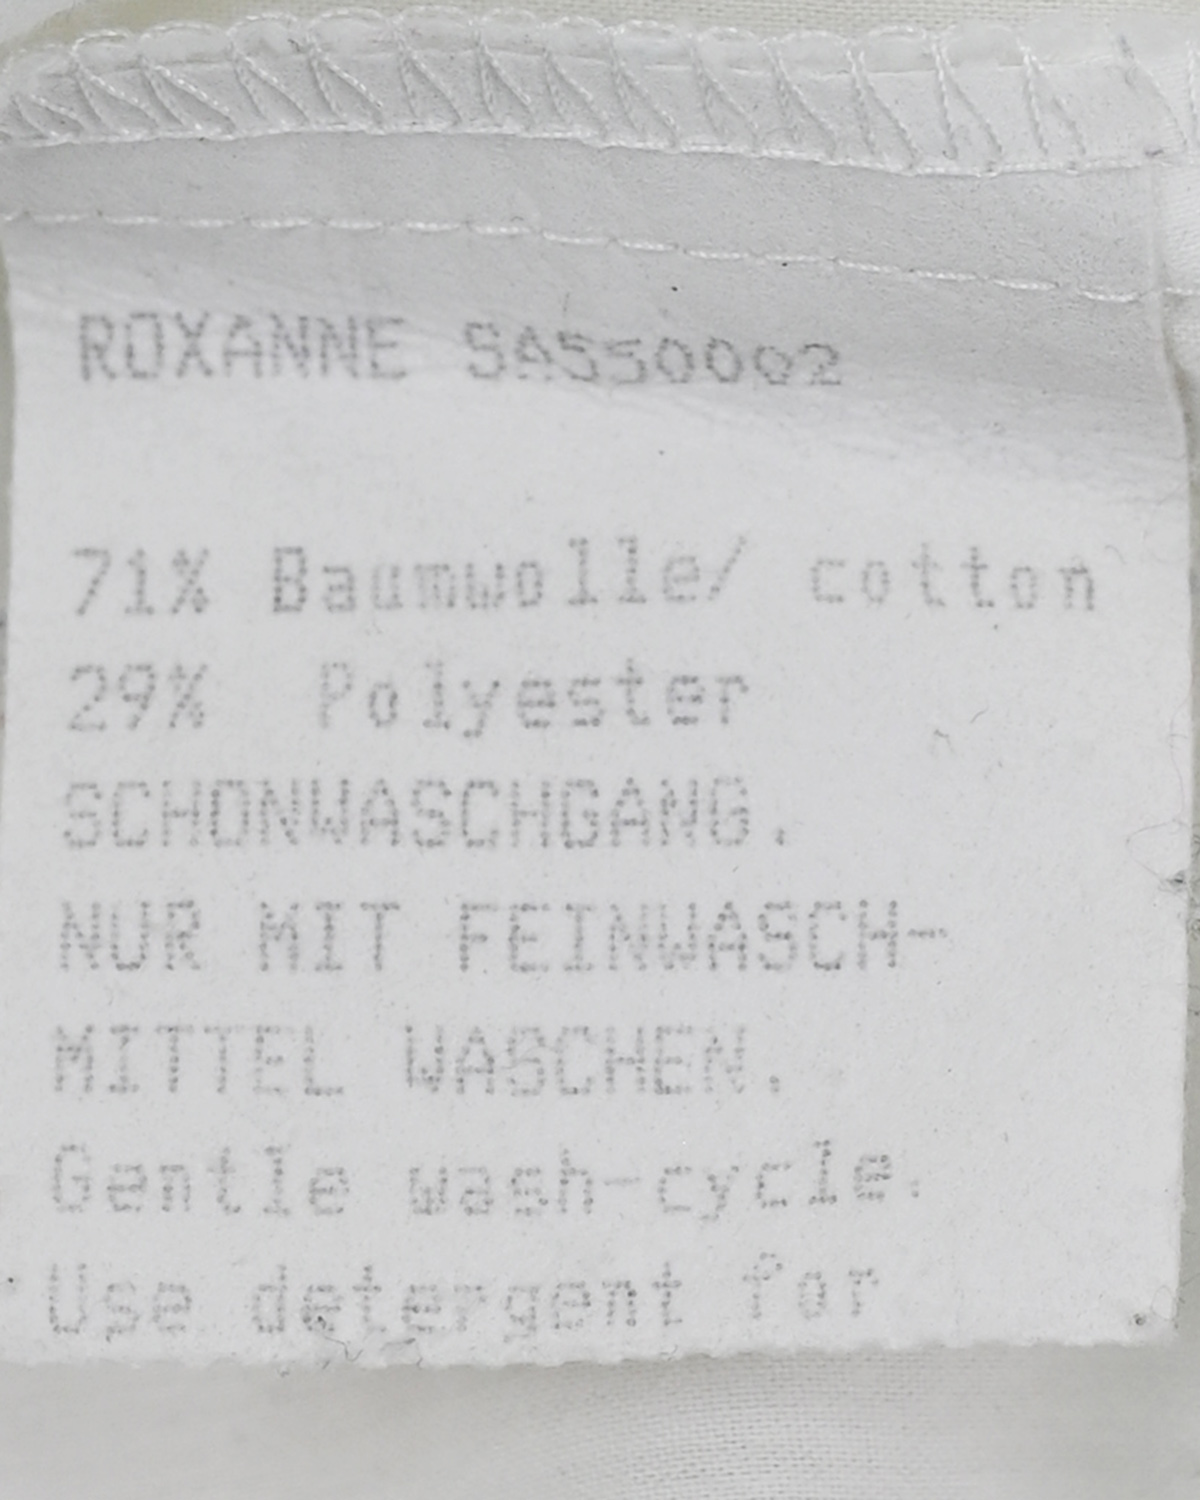 ROXANNE SA550002
71% Baumwolle/ cotton
29% Polyester
SCHONWASCHGANG.
NUR MIT FEINWASCH-
MITTEL WASCHEN.
Gentle wash-cycle.
Use detergent for